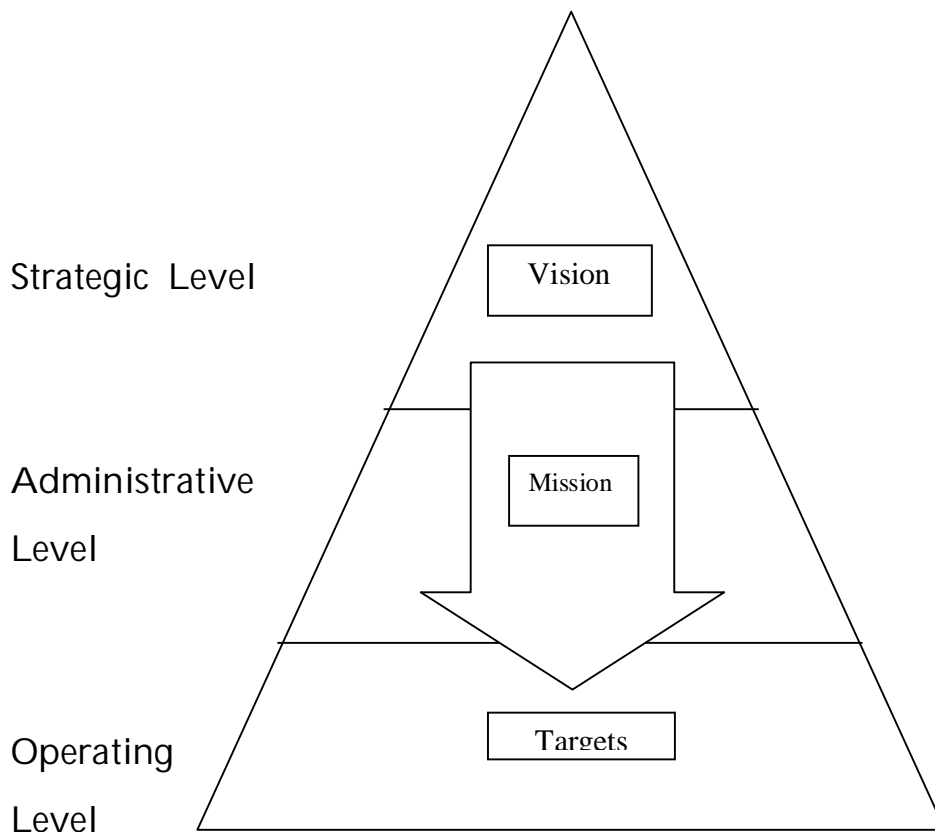 Strategic Level
Vision
Administrative
Level
Mission
Operating
Level
Targets